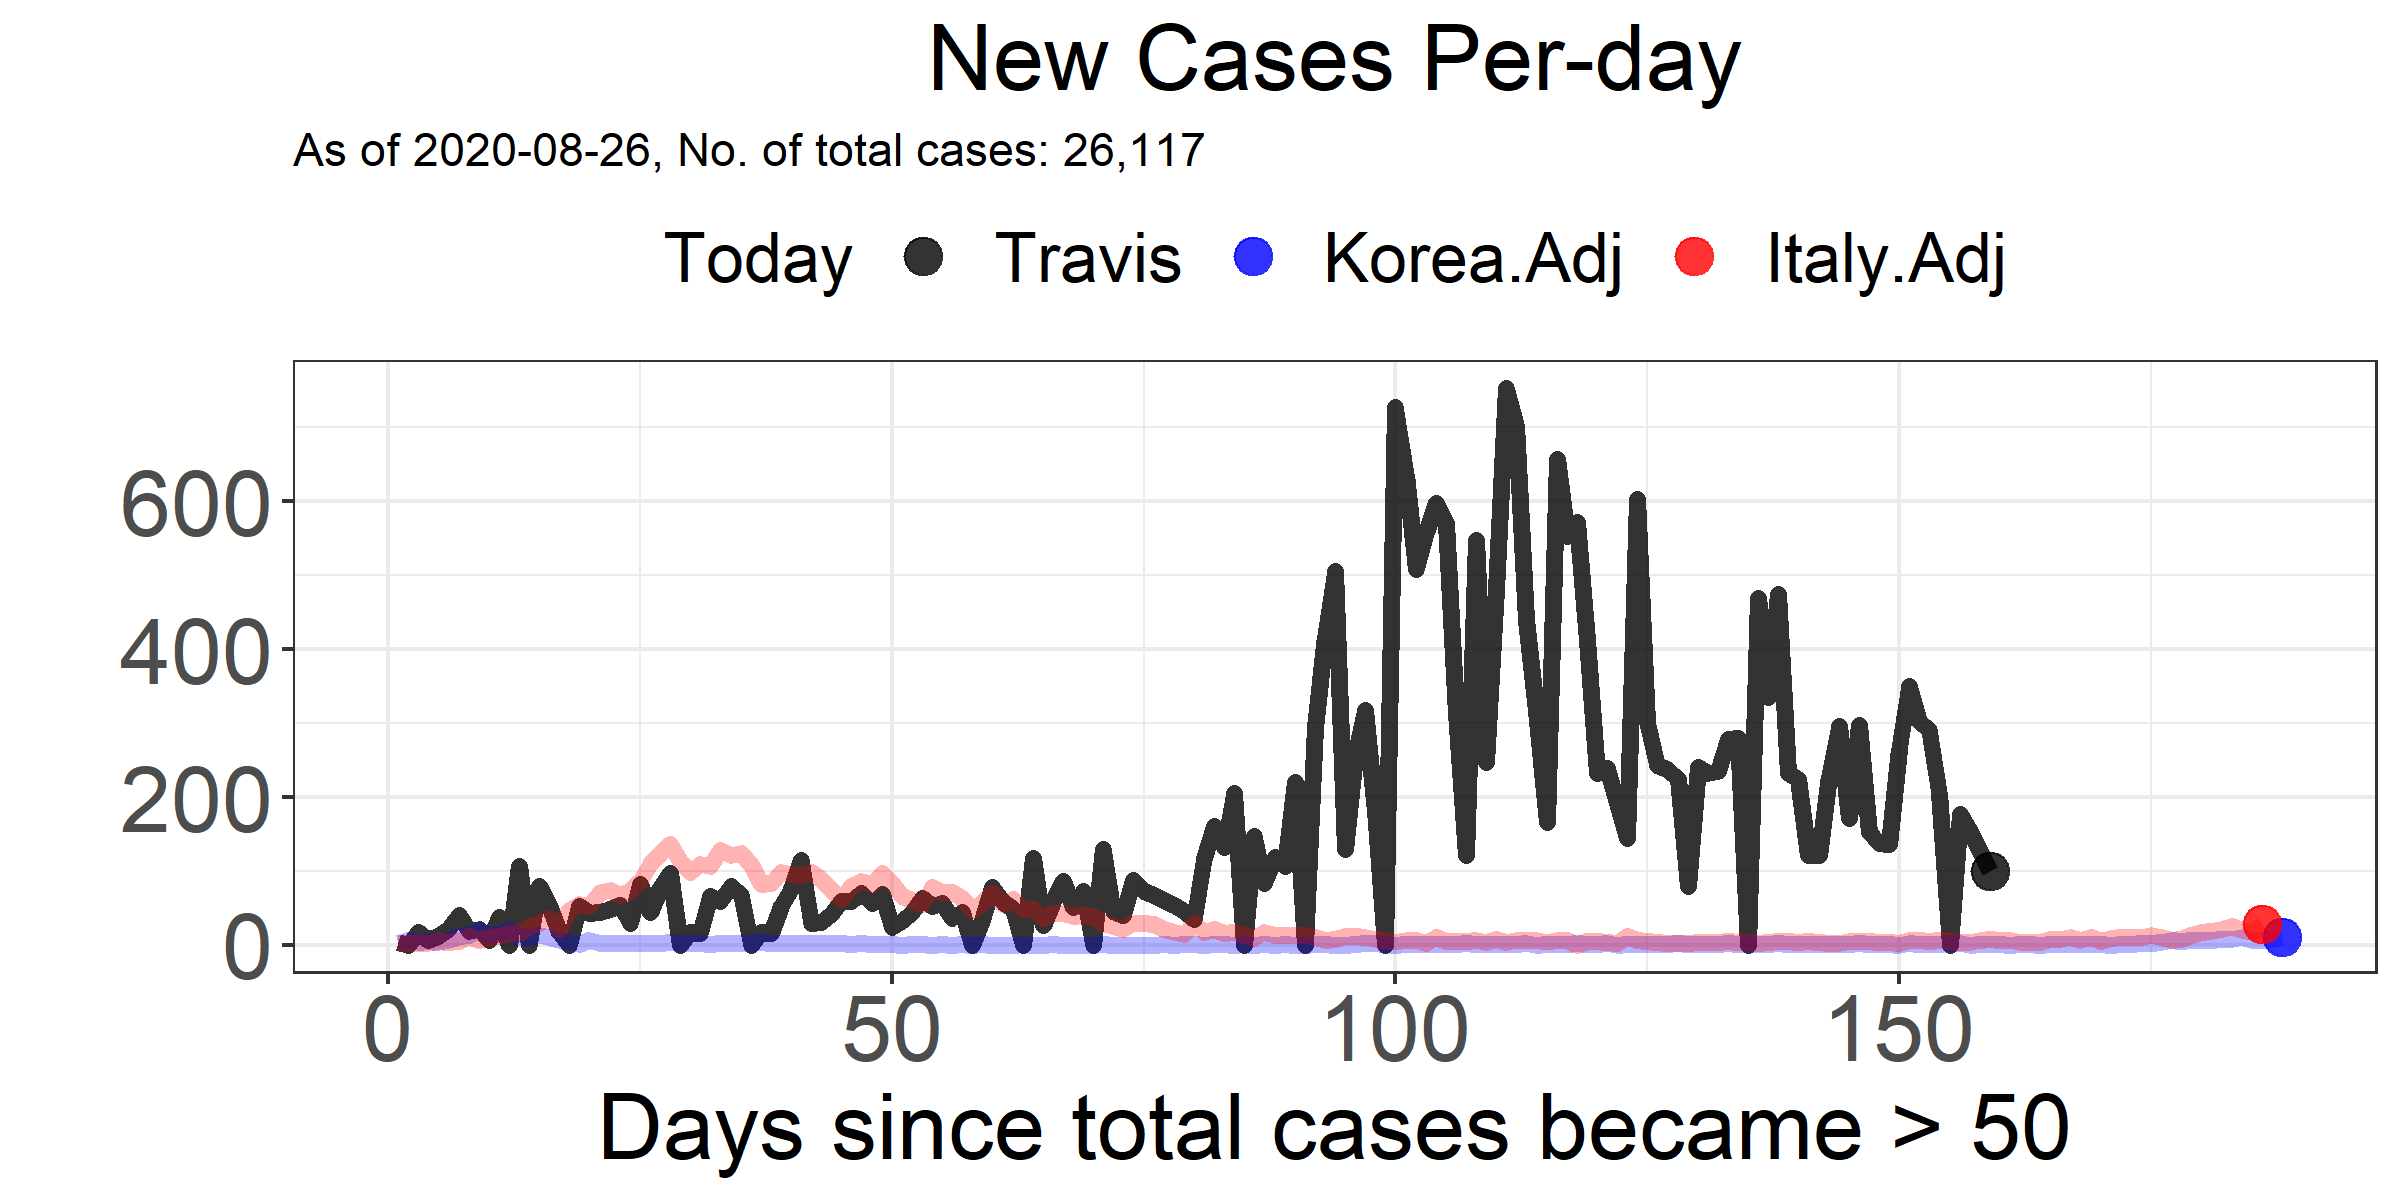 New Cases Per-day
As of 2020-08-26, No. of total cases: 26,117
Today Travis Korea.Adj Italy.Adj
600
400
200
0
0 50 100 150
Days since total cases became > 50